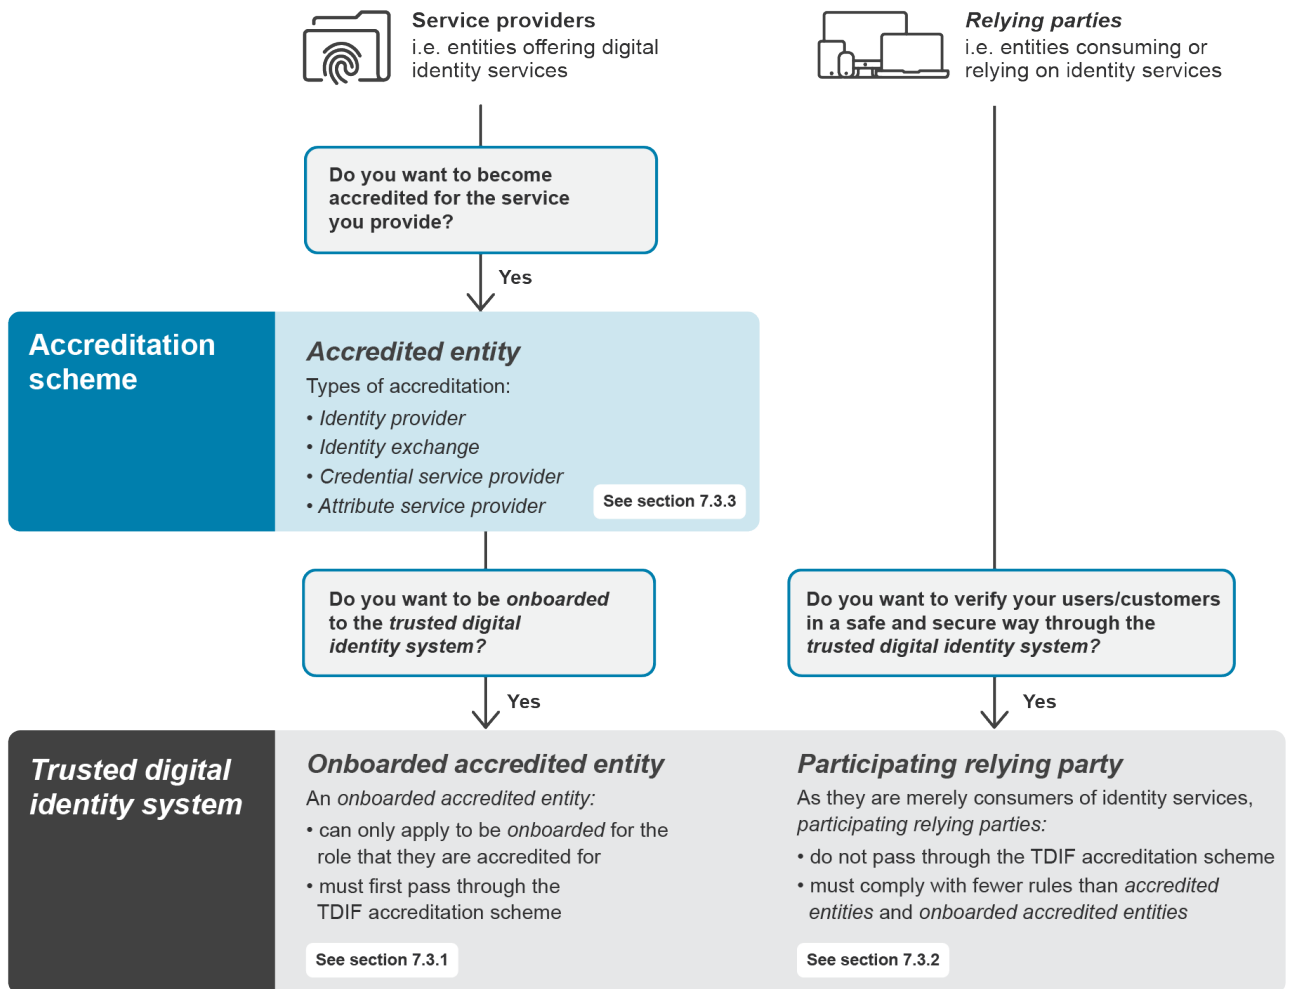 Service providers
i.e. entities offering digital
identity services
Relying parties
i.e. entities consuming or
relying on identity services
Do you want to become
accredited for the service
you provide?
Yes
Accreditation
scheme
Accredited entity
Types of accreditation:
• Identity provider
• Identity exchange
• Credential service provider
• Attribute service provider
See section 7.3.3
Do you want to be onboarded
to the trusted digital
identity system?
Yes
Do you want to verify your users/customers
in a safe and secure way through the
trusted digital identity system?
Yes
Trusted digital
identity system
Onboarded accredited entity
An onboarded accredited entity:
• can only apply to be onboarded for the
role that they are accredited for
• must first pass through the
TDIF accreditation scheme
See section 7.3.1
Participating relying party
As they are merely consumers of identity services,
participating relying parties:
• do not pass through the TDIF accreditation scheme
• must comply with fewer rules than accredited
entities and onboarded accredited entities
See section 7.3.2